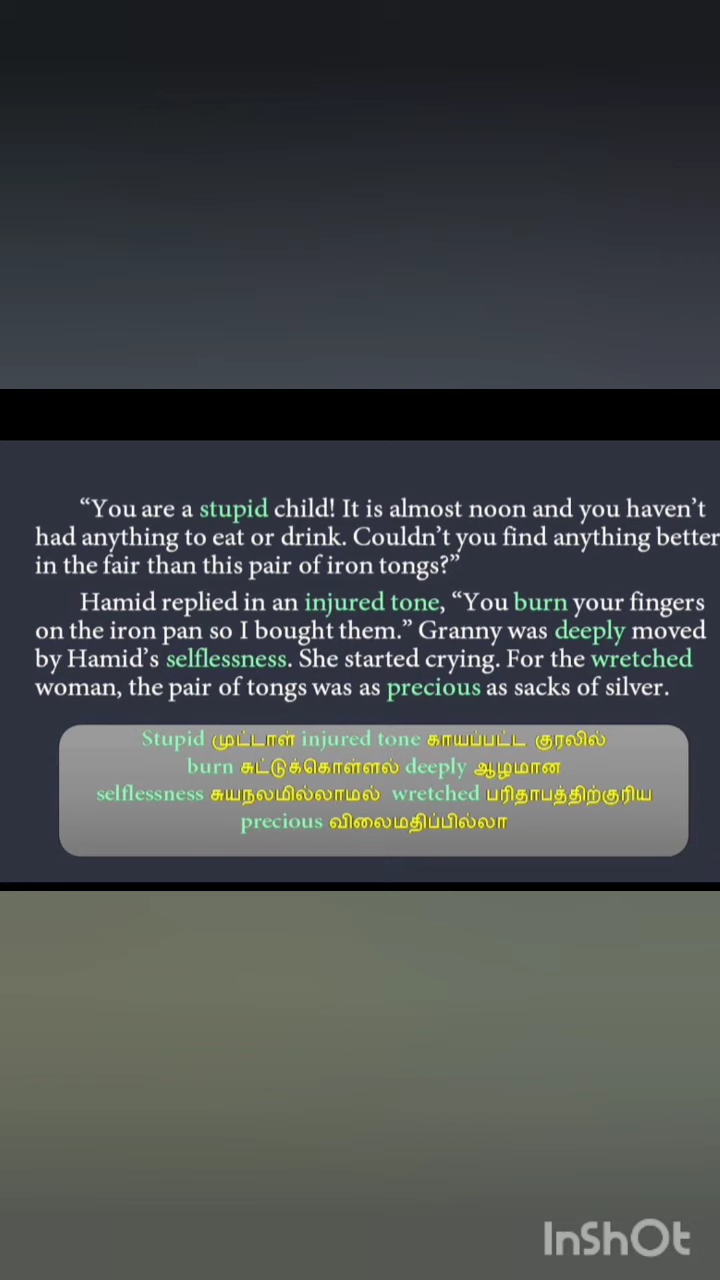 “You are a stupid child! It is almost noon and you haven’t
had anything to eat or drink. Couldn’t you find anything better
in the fair than this pair of iron tongs?”
Hamid replied in an injured tone, “You burn your fingers
on the iron pan so I bought them.” Granny was deeply moved
by Hamid’s selflessness. She started crying. For the wretched
woman, the pair of tongs was as precious as sacks of silver.
Stupid முட்டாள் injured tone காயப்பட்ட குரலில்
burn சுட்டுக்கொள்ளல் deeply ஆழமான
selflessness சுயநலமில்லாமல் wretched பரிதாபத்திற்குரிய
precious விலைமதிப்பில்லா
InShOt